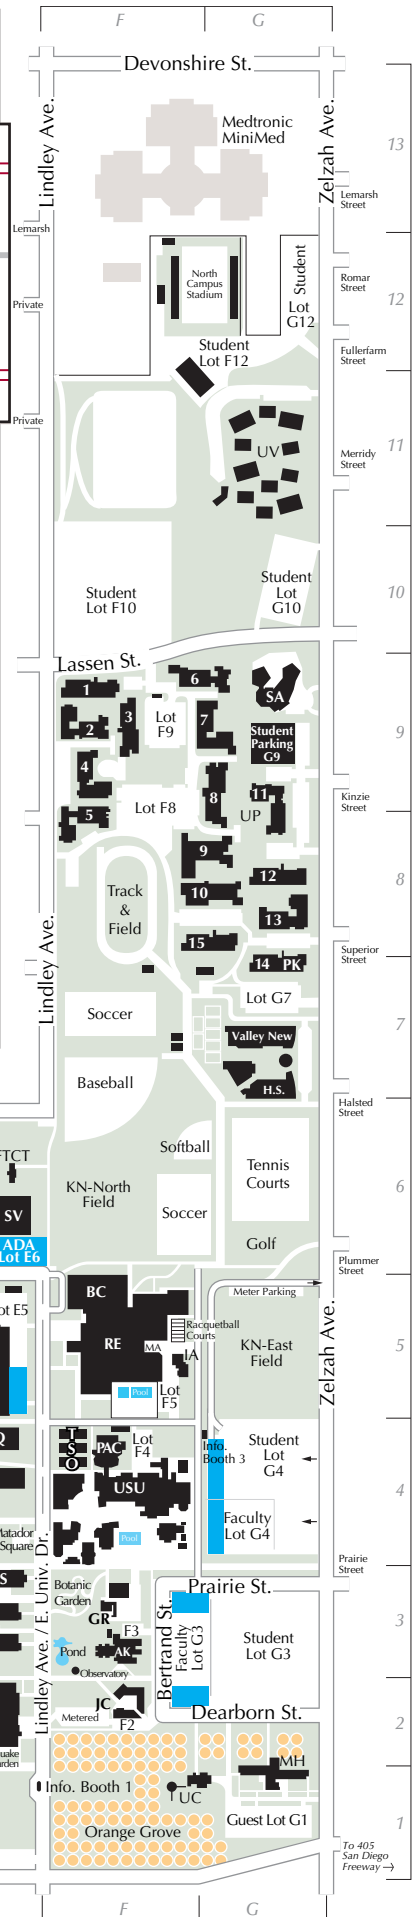 F
G
Devonshire St.
Lindley Ave.
Zelzah Ave.
Medtronic
MiniMed
13
Lemarsh
Street
Lemarsh
North
Campus
Stadium
Student
Lot
G12
Romar
Street
12
Private
Student
Lot F12
Fullerfarm
Street
Private
UV
11
Merridy
Street
Student
Lot F10
Student
Lot
G10
10
Lassen St.
1
6
SA
2
3
Lot
F9
7
Student
Parking
G9
9
4
8
11
Kinzie
Street
5
Lot F8
UP
9
12
8
Track
&
Field
10
13
Lindley Ave.
15
Superior
Street
14
PK
Lot G7
Soccer
7
Valley New
Baseball
H.S.
Halsted
Street
Softball
TCT
Tennis
Courts
KN-North
Field
6
SV
Soccer
ADA
Lot E6
Golf
Plummer
Street
BC
Meter Parking
ot E5
Zelzah Ave.
Racquetball
Courts
RE
MA
IA
KN-East
Field
5
Pool
Lot
F5
T
S
O
PAC
Lot
F4
Info.
Booth 3
Student
Lot
G4
Q
USU
4
Faculty
Lot G4
Matador
Square
Pool
Prairie
Street
S
Lindley Ave. / E. Univ. Dr.
Botanic
Garden
Prairie St.
GR
Bertrand St.
Faculty
Lot G3
3
F3
Student
Lot G3
Pond
AK
Observatory
JC
Dearborn St.
Metered
F2
2
uake
rden
MH
Info. Booth 1
UC
Guest Lot G1
1
Orange Grove
To 405
San Diego
Freeway →
F
G